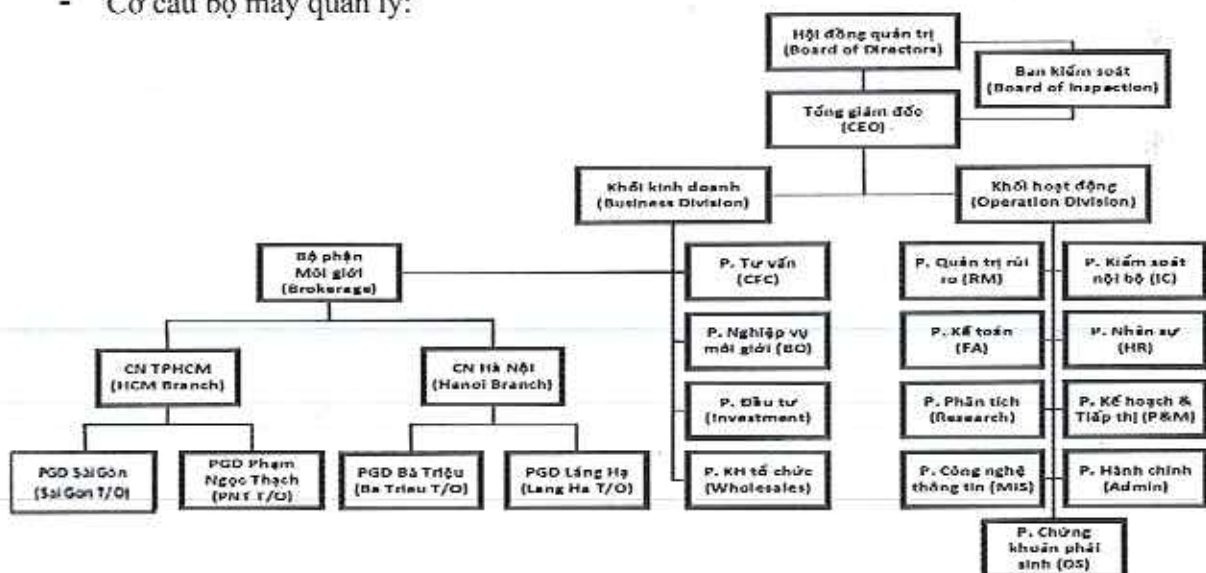 - Cơ cấu bộ máy quản lý:
Hội đồng quản trị
(Board of Directors)
Ban kiểm soát
(Board of Inspection)
Tổng giám đốc
(CEO)
Khối kinh doanh
(Business Division)
Khối hoạt động
(Operation Division)
Bộ phận
Môi giới
(Brokerage)
P. Tư vấn
(CFC)
P. Quản trị rủi
ro (RM)
P. Kiểm soát
nội bộ (IC)
P. Nghiệp vụ
môi giới (BO)
P. Kế toán
(FA)
P. Nhân sự
(HR)
CN TPHCM
(HCM Branch)
CN Hà Nội
(Hanoi Branch)
P. Đầu tư
(Investment)
P. Phân tích
(Research)
P. Kế hoạch &
Tiếp thị (P&M)
PGD Sài Gòn
(Sai Gon T/O)
PGD Phạm
Ngọc Thạch
(PNT T/O)
PGD Bà Triệu
(Ba Trieu T/O)
PGD Láng Hạ
(Lang Ha T/O)
P. KH tổ chức
(Wholesales)
P. Công nghệ
thông tin (MIS)
P. Hành chính
(Admin)
P. Chứng
khoán phái
sinh (DS)